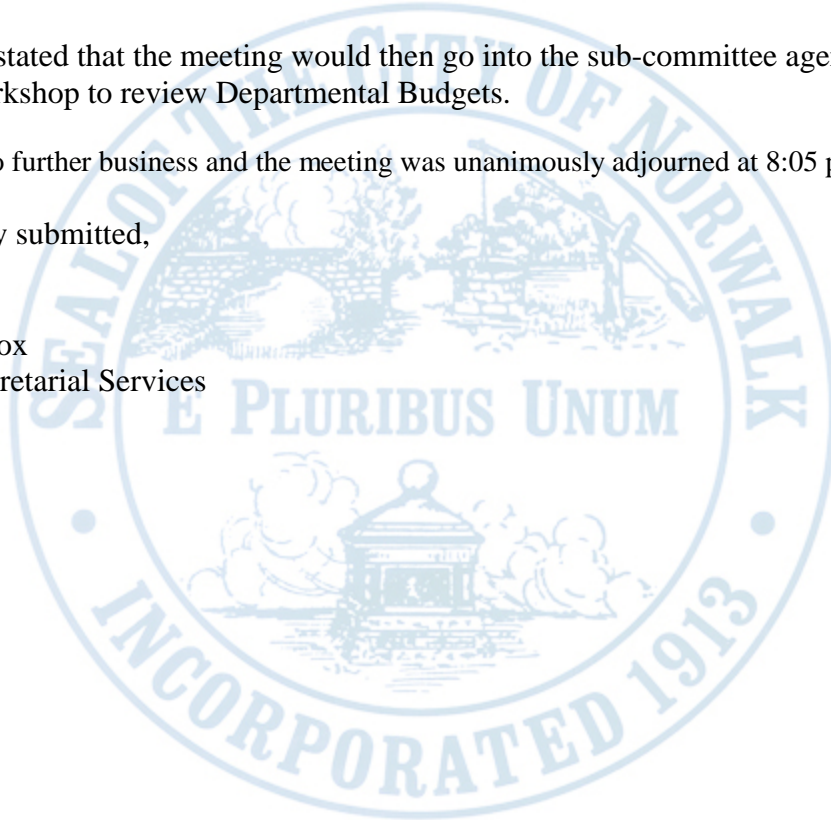 stated that the meeting would then go into the sub-committee
rkshop to review Departmental Budgets.
further business and the meeting was unanimously adjourned at 8:05
submitted,
retarial Services
SEAL OF THE CITY OF NORWALK
E PLURIBUS UNUM
INCORPORATED 1913